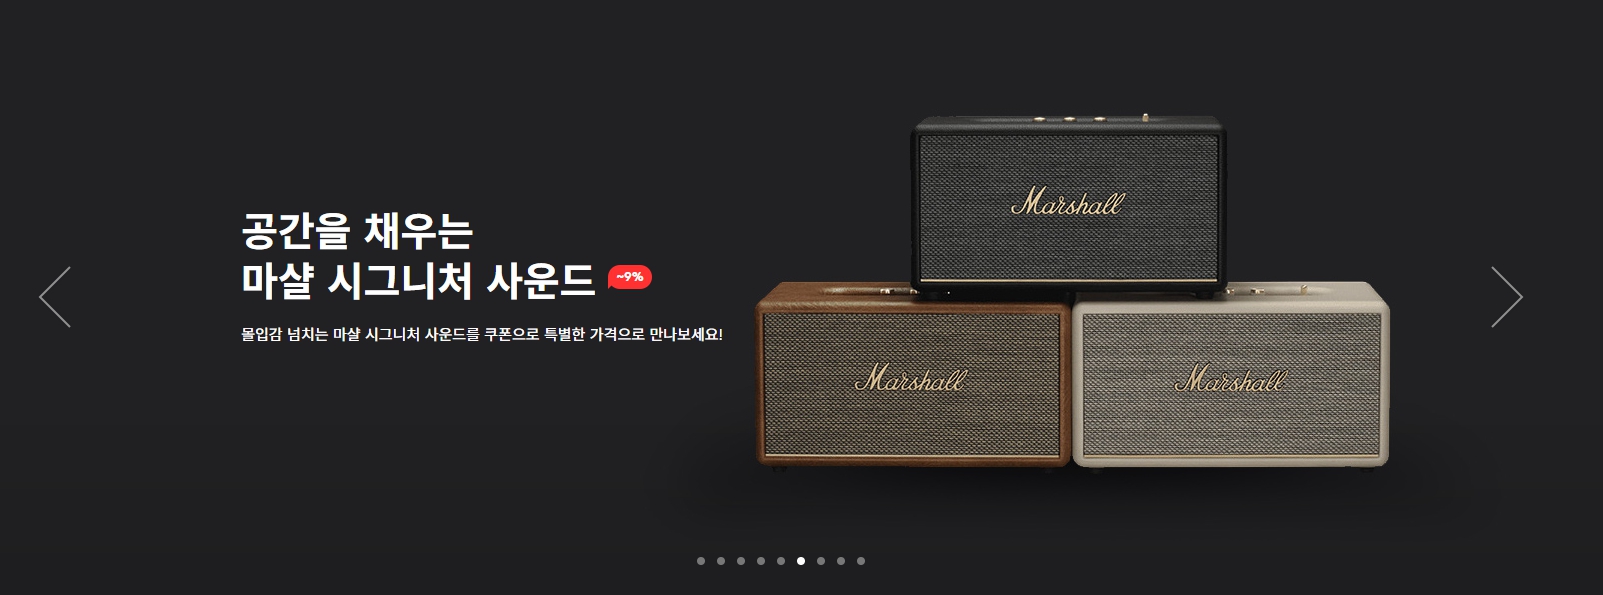 공간을 채우는
마샬 시그니처 사운드 ~9%
몰입감 넘치는 마샬 시그니처 사운드를 쿠폰으로 특별한 가격으로 만나보세요!
Marshall
Marshall
Marshall